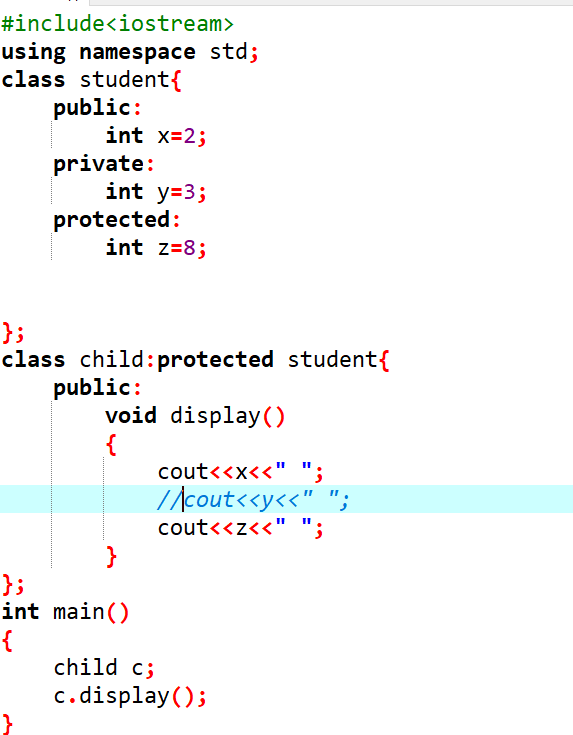 #include<iostream>
using namespace std;
class student{
    public:
        int x=2;
    private:
        int y=3;
    protected:
        int z=8;
};
class child:protected student{
    public:
        void display()
        {
            cout<<x<<" ";
            //cout<<y<<" ";
            cout<<z<<" ";
        }
};
int main()
{
    child c;
    c.display();
}